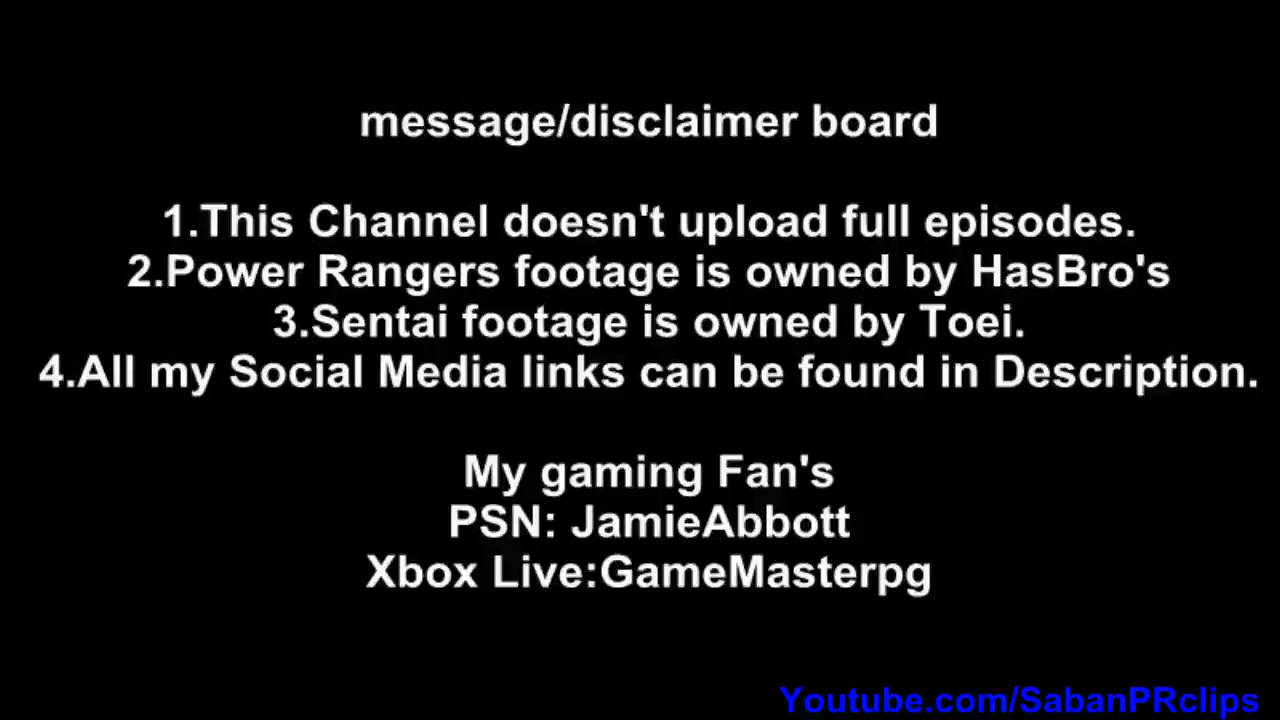 message/disclaimer board
1.This Channel doesn't upload full episodes.
2.Power Rangers footage is owned by HasBro's
3.Sentai footage is owned by Toei.
4.All my Social Media links can be found in Description.
My gaming Fan's
PSN: JamieAbbott
Xbox Live:GameMasterpg
Youtube.com/SabanPRclips